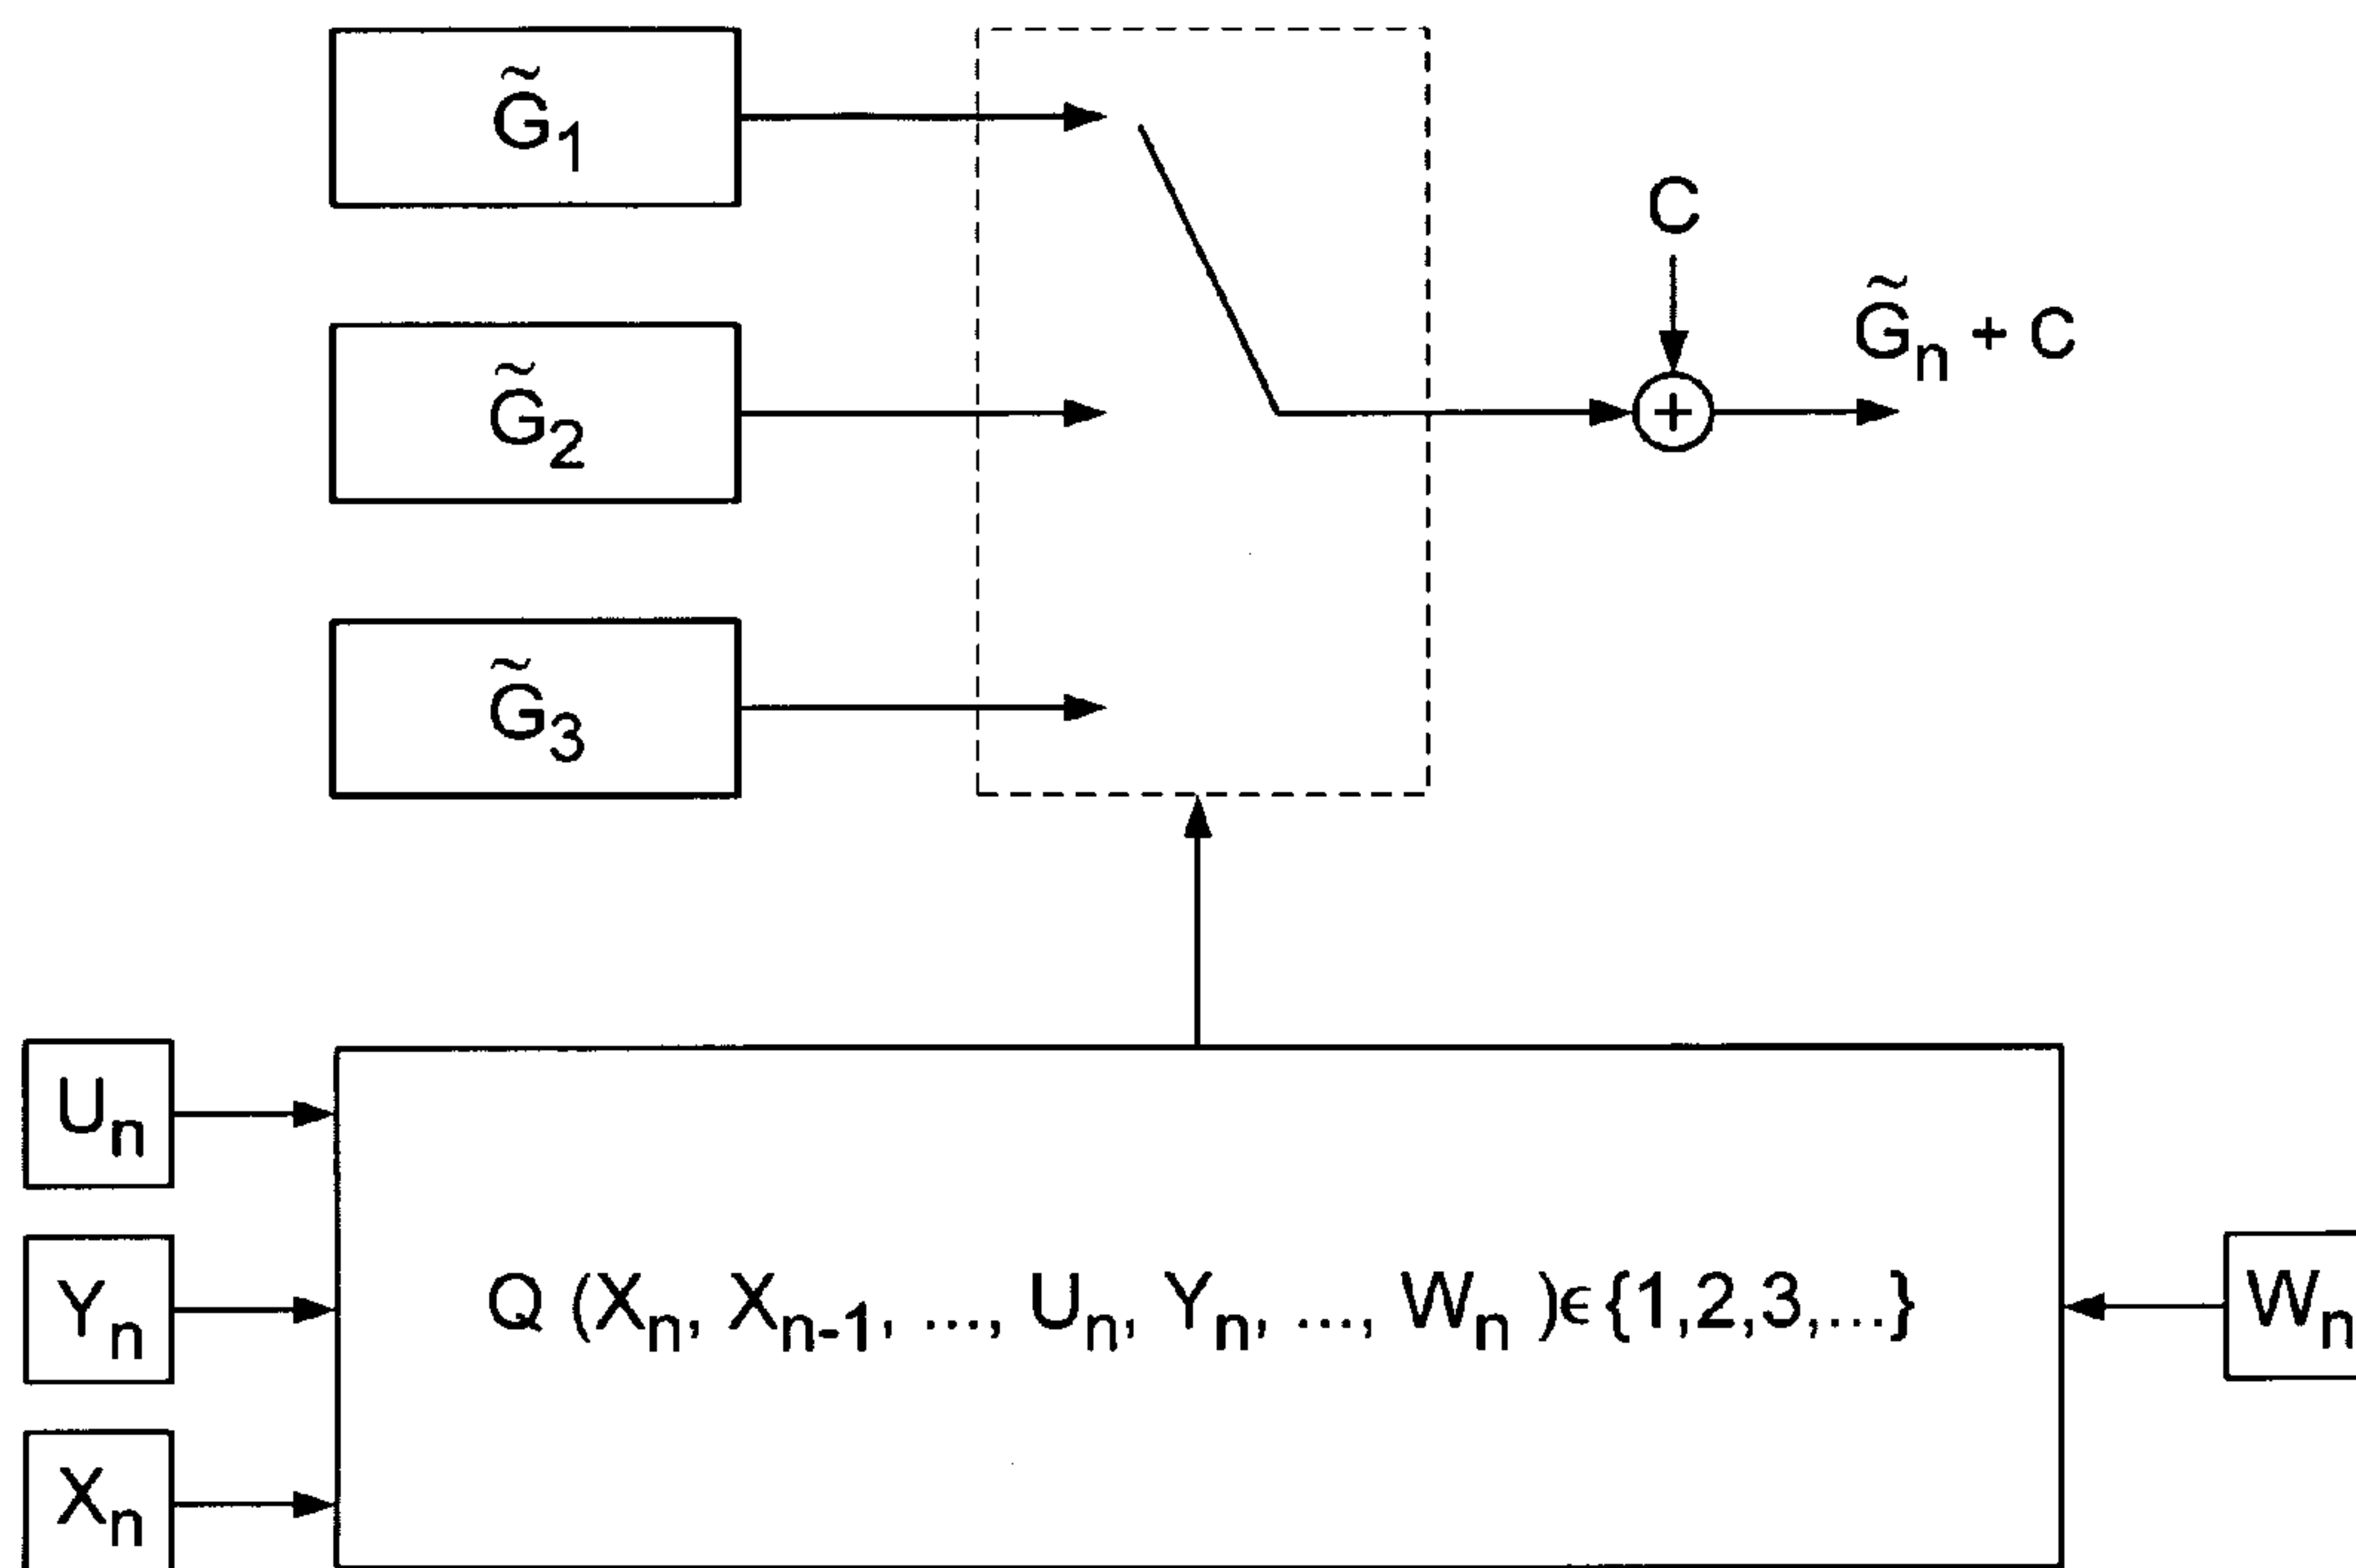 G̃1
C
G̃n + C
G̃2
G̃3
Un
Yn
Q (Xn, Xn-1, ..., Un, Yn, ..., Wn )ϵ {1,2,3,...}
Wn
Xn